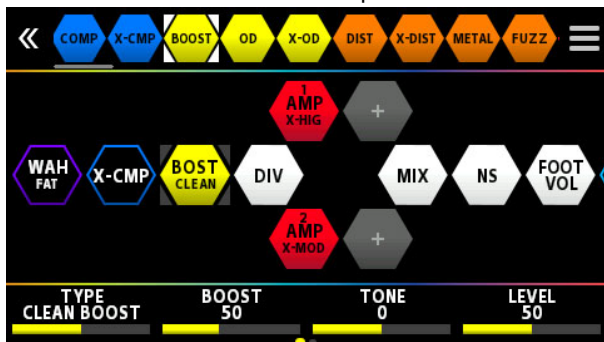 «
COMP X-CMP BOOST OD X-OD DIST X-DIST METAL FUZZ
1
AMP
X-HIG
+
WAH
FAT
X-CMP
BOST
CLEAN
DIV
MIX
NS
FOOT
VOL
2
AMP
X-MOD
+
TYPE
CLEAN BOOST
BOOST
50
TONE
0
LEVEL
50